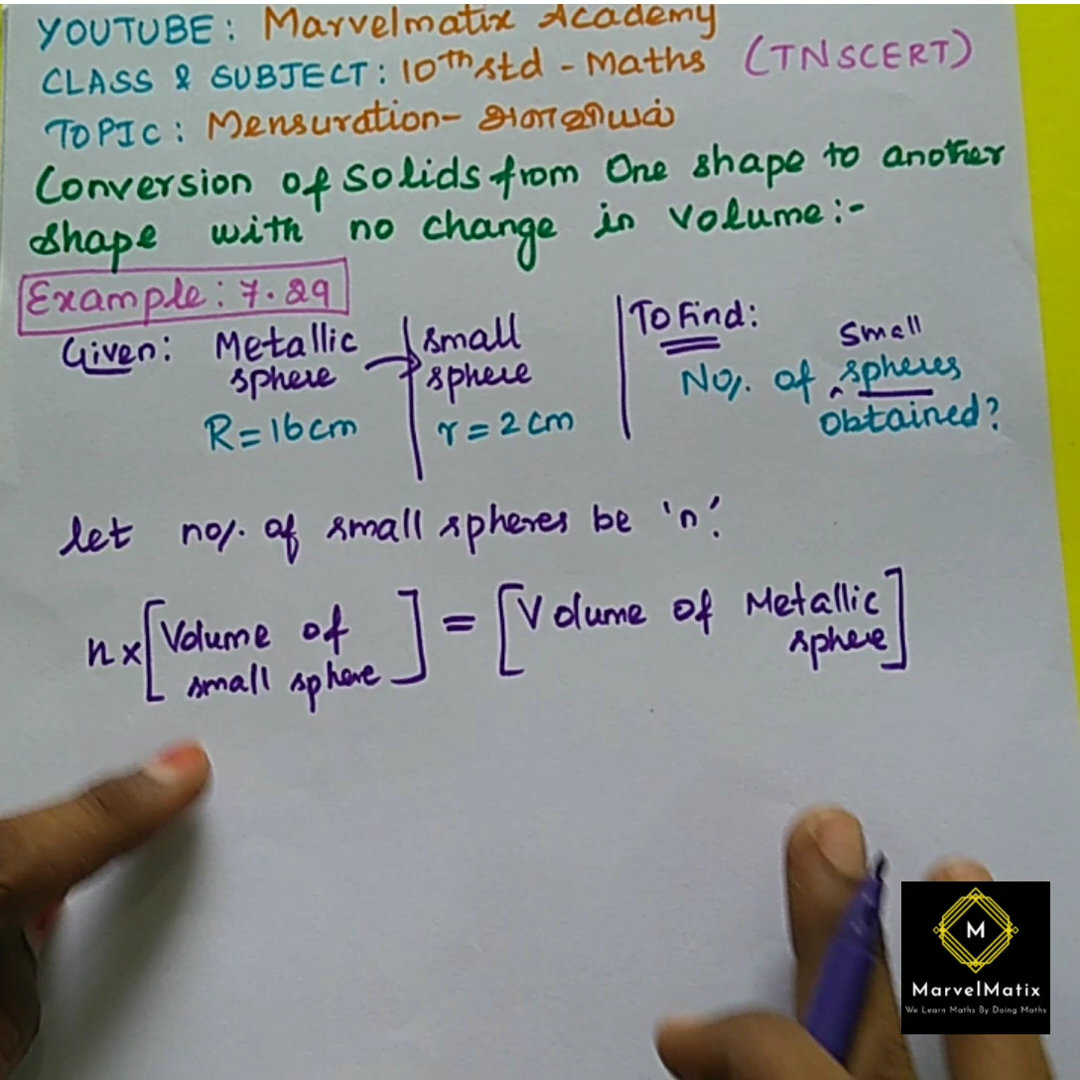 YOUTUBE: Marvelmatix Academy
CLASS & SUBJECT: 10th std - Maths (TNSCERT)
TOPIC: Mensuration- அளவியல்
Conversion of solids from One shape to another
shape with no change in volume:-
Example: 7.29
Given: Metallic sphere → small sphere
R=16cm r=2cm
To Find:
No/. of small spheres
obtained?
let no/. of small spheres be 'n'.
n×[Volume of small sphere] = [Volume of Metallic sphere]
M
MarvelMatix
We Learn Maths By Doing Maths